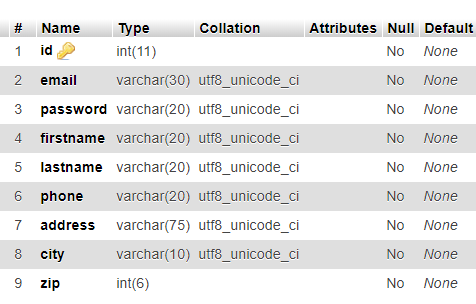 # Name Type Collation Attributes Null Default
1 id int(11) No None
2 email varchar(30) utf8_unicode_ci No None
3 password varchar(20) utf8_unicode_ci No None
4 firstname varchar(20) utf8_unicode_ci No None
5 lastname varchar(20) utf8_unicode_ci No None
6 phone varchar(20) utf8_unicode_ci No None
7 address varchar(75) utf8_unicode_ci No None
8 city varchar(10) utf8_unicode_ci No None
9 zip int(6) No None